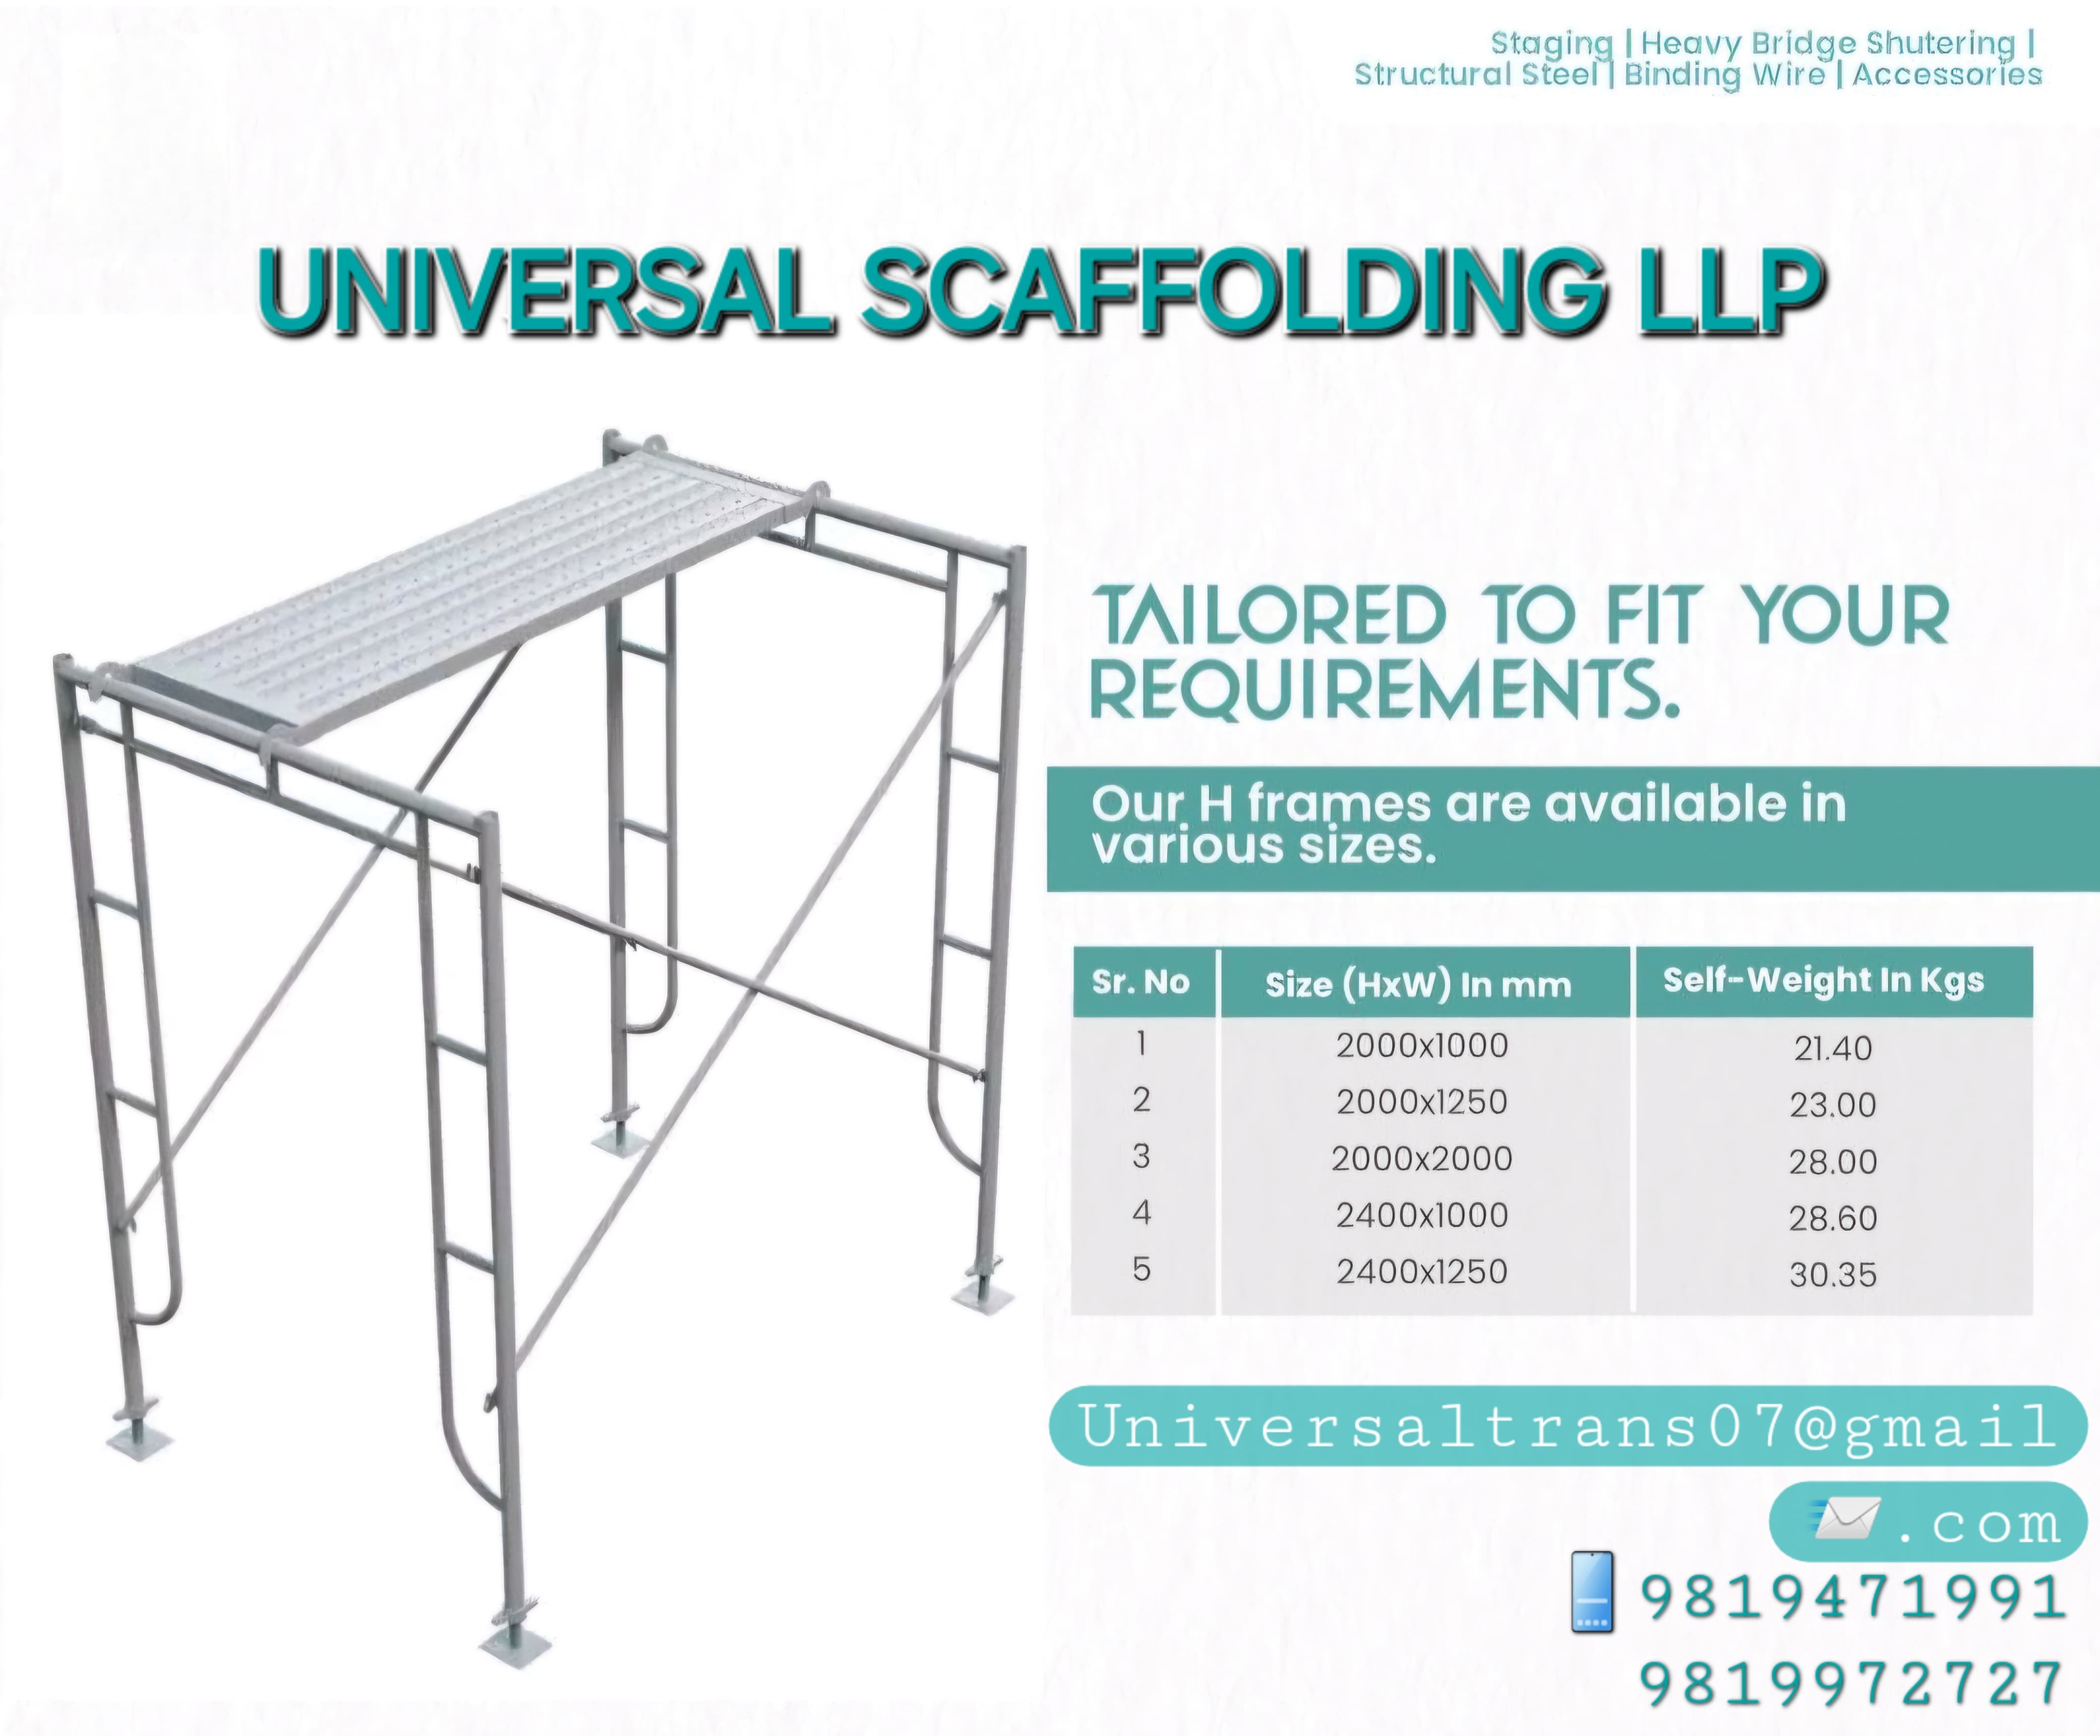 Staging | Heavy Bridge Shutering |
Structural Steel | Binding Wire | Accessories
UNIVERSAL SCAFFOLDING LLP
TAILORED TO FIT YOUR
REQUIREMENTS.
Our H frames are available in
various sizes.
Sr. No Size (HxW) In mm Self-Weight In Kgs
1 2000x1000 21.40
2 2000x1250 23.00
3 2000x2000 28.00
4 2400x1000 28.60
5 2400x1250 30.35
Universaltrans07@gmail
.com
9819471991
9819972727